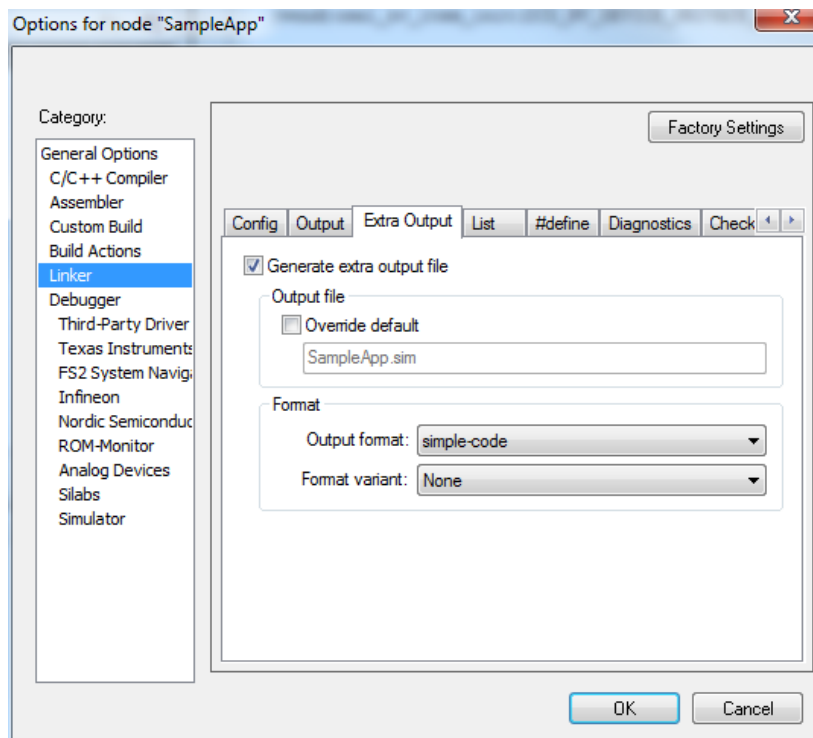 Options for node "SampleApp"
Category:
General Options
C/C++ Compiler
Assembler
Custom Build
Build Actions
Linker
Debugger
Third-Party Driver
Texas Instruments
FS2 System Naviga
Infineon
Nordic Semiconduc
ROM-Monitor
Analog Devices
Silabs
Simulator
Factory Settings
Config Output Extra Output List #define Diagnostics Check
Generate extra output file
Output file
Override default
SampleApp.sim
Format
Output format: simple-code
Format variant: None
OK Cancel